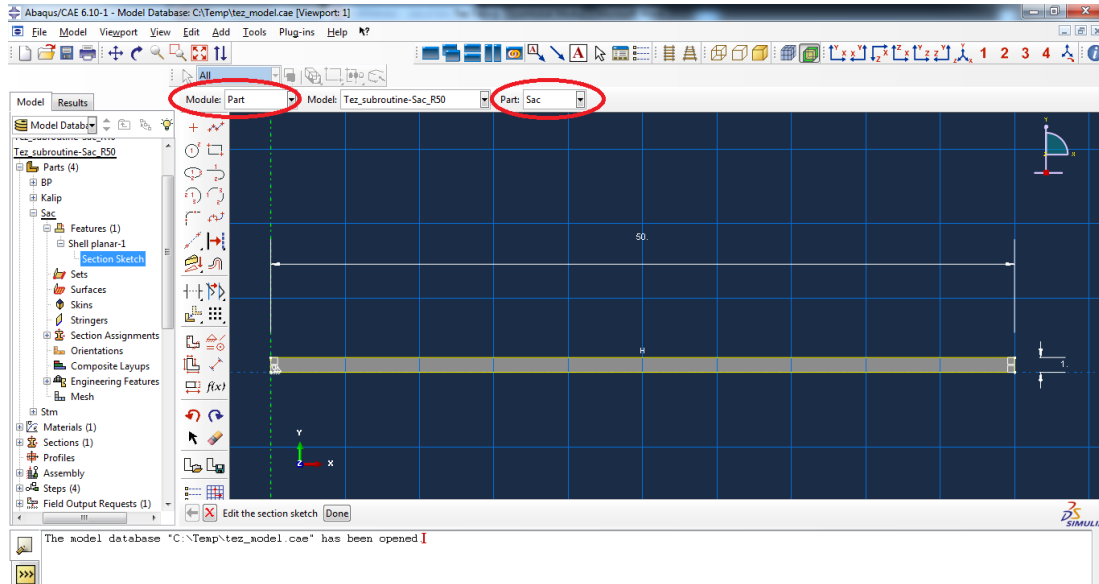 Abaqus/CAE 6.10-1 - Model Database: C:\Temp\tez_model.cae [Viewport: 1]
File Model Viewport View Edit Add Tools Plug-ins Help
1 2 3 4
All
Model Results
Module: Part Model: Tez_subroutine-Sac_R50 Part: Sac
Model Databa
Tez_subroutine-Sac_R50
Parts (4)
BP
Kalip
Sac
Features (1)
Shell planar-1
Section Sketch
Sets
Surfaces
Skins
Stringers
Section Assignments
Orientations
Composite Layups
Engineering Features
Mesh
Stm
Materials (1)
Sections (1)
Profiles
Assembly
Steps (4)
Field Output Requests (1)
f(x)
Y
X
50.
H
1.
Y
Z X
Edit the section sketch Done
SIMULI
The model database "C:\Temp\tez_model.cae" has been opened.
>>>